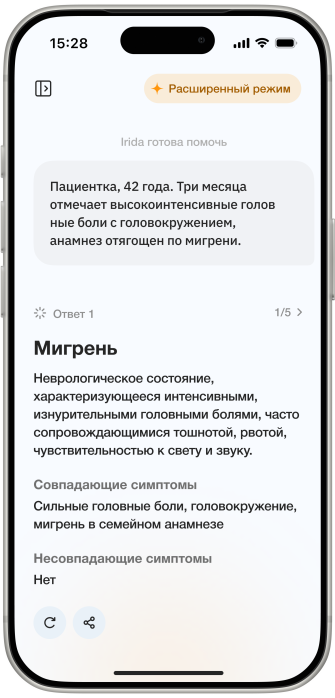 15:28
Расширенный режим
Irida готова помочь
Пациентка, 42 года. Три месяца
отмечает высокоинтенсивные голов
ные боли с головокружением,
анамнез отягощен по мигрени.
Ответ 1
1/5
Мигрень
Неврологическое состояние,
характеризующееся интенсивными,
изнурительными головными болями, часто
сопровождающимися тошнотой, рвотой,
чувствительностью к свету и звуку.
Совпадающие симптомы
Сильные головные боли, головокружение,
мигрень в семейном анамнезе
Несовпадающие симптомы
Нет